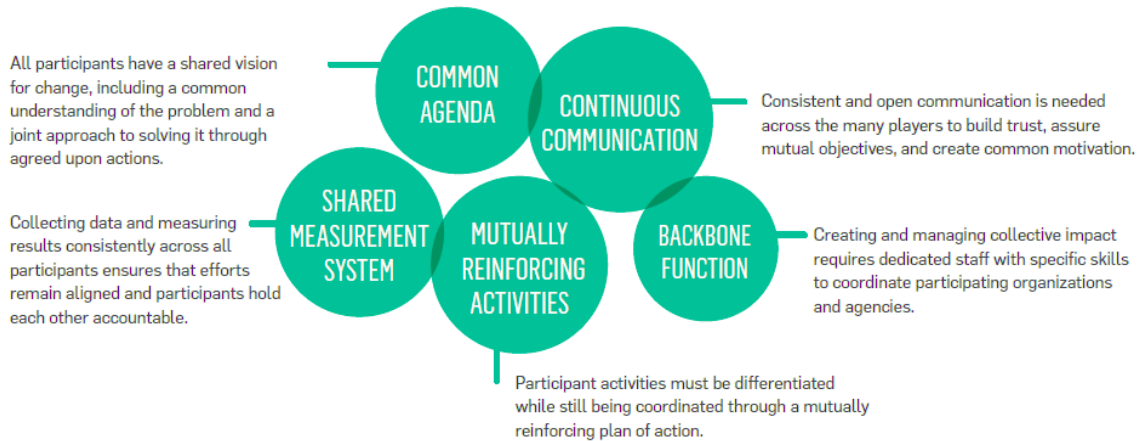 COMMON
AGENDA
All participants have a shared vision
for change, including a common
understanding of the problem and a
joint approach to solving it through
agreed upon actions.
CONTINUOUS
COMMUNICATION
Consistent and open communication is needed
across the many players to build trust, assure
mutual objectives, and create common motivation.
SHARED
MEASUREMENT
SYSTEM
Collecting data and measuring
results consistently across all
participants ensures that efforts
remain aligned and participants hold
each other accountable.
MUTUALLY
REINFORCING
ACTIVITIES
Participant activities must be differentiated
while still being coordinated through a mutually
reinforcing plan of action.
BACKBONE
FUNCTION
Creating and managing collective impact
requires dedicated staff with specific skills
to coordinate participating organizations
and agencies.